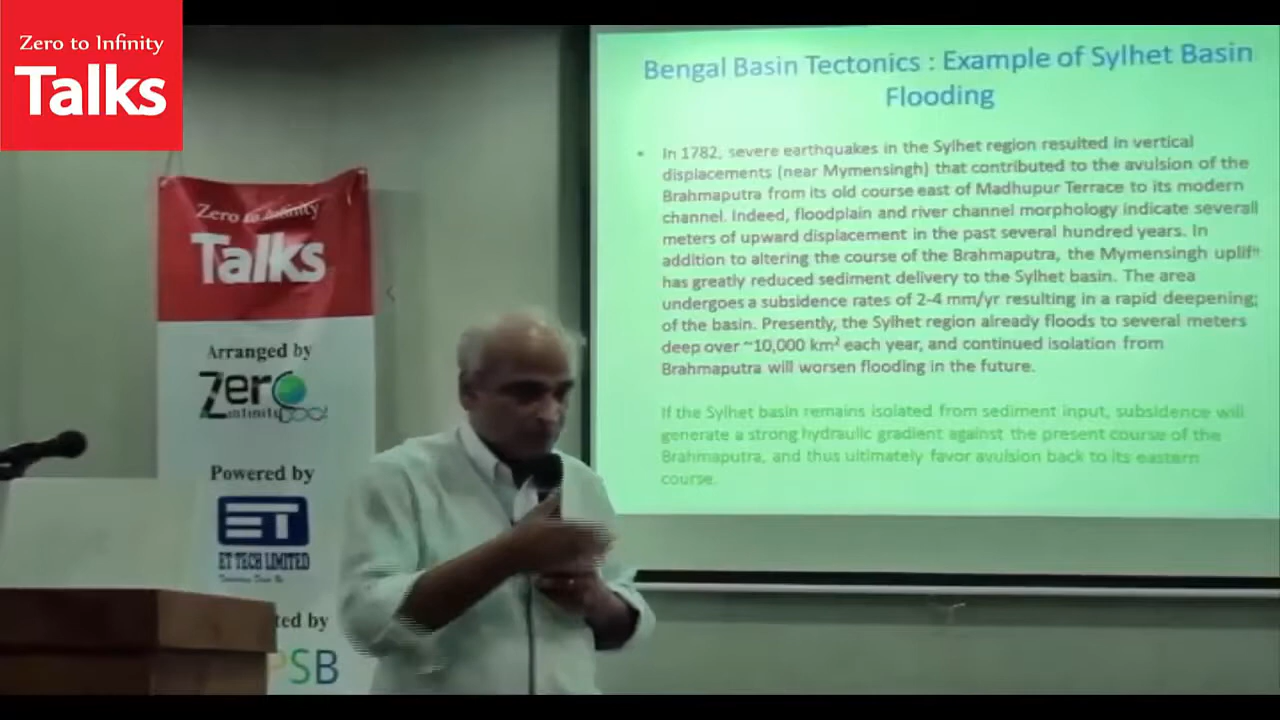 Zero to Infinity
Talks
Zero to Infinity
Talks
Arranged by
Zero
infinity
Powered by
ET
ET TECH LIMITED
ted by
PSB
Bengal Basin Tectonics : Example of Sylhet Basin
Flooding
• In 1782, severe earthquakes in the Sylhet region resulted in vertical
displacements (near Mymensingh) that contributed to the avulsion of the
Brahmaputra from its old course east of Madhupur Terrace to its modern
channel. Indeed, floodplain and river channel morphology indicate severall
meters of upward displacement in the past several hundred years. In
addition to altering the course of the Brahmaputra, the Mymensingh uplift
has greatly reduced sediment delivery to the Sylhet basin. The area
undergoes a subsidence rates of 2-4 mm/yr resulting in a rapid deepening
of the basin. Presently, the Sylhet region already floods to several meters
deep over ~10,000 km² each year, and continued isolation from
Brahmaputra will worsen flooding in the future.
If the Sylhet basin remains isolated from sediment input, subsidence will
generate a strong hydraulic gradient against the present course of the
Brahmaputra, and thus ultimately favor avulsion back to its eastern
course.